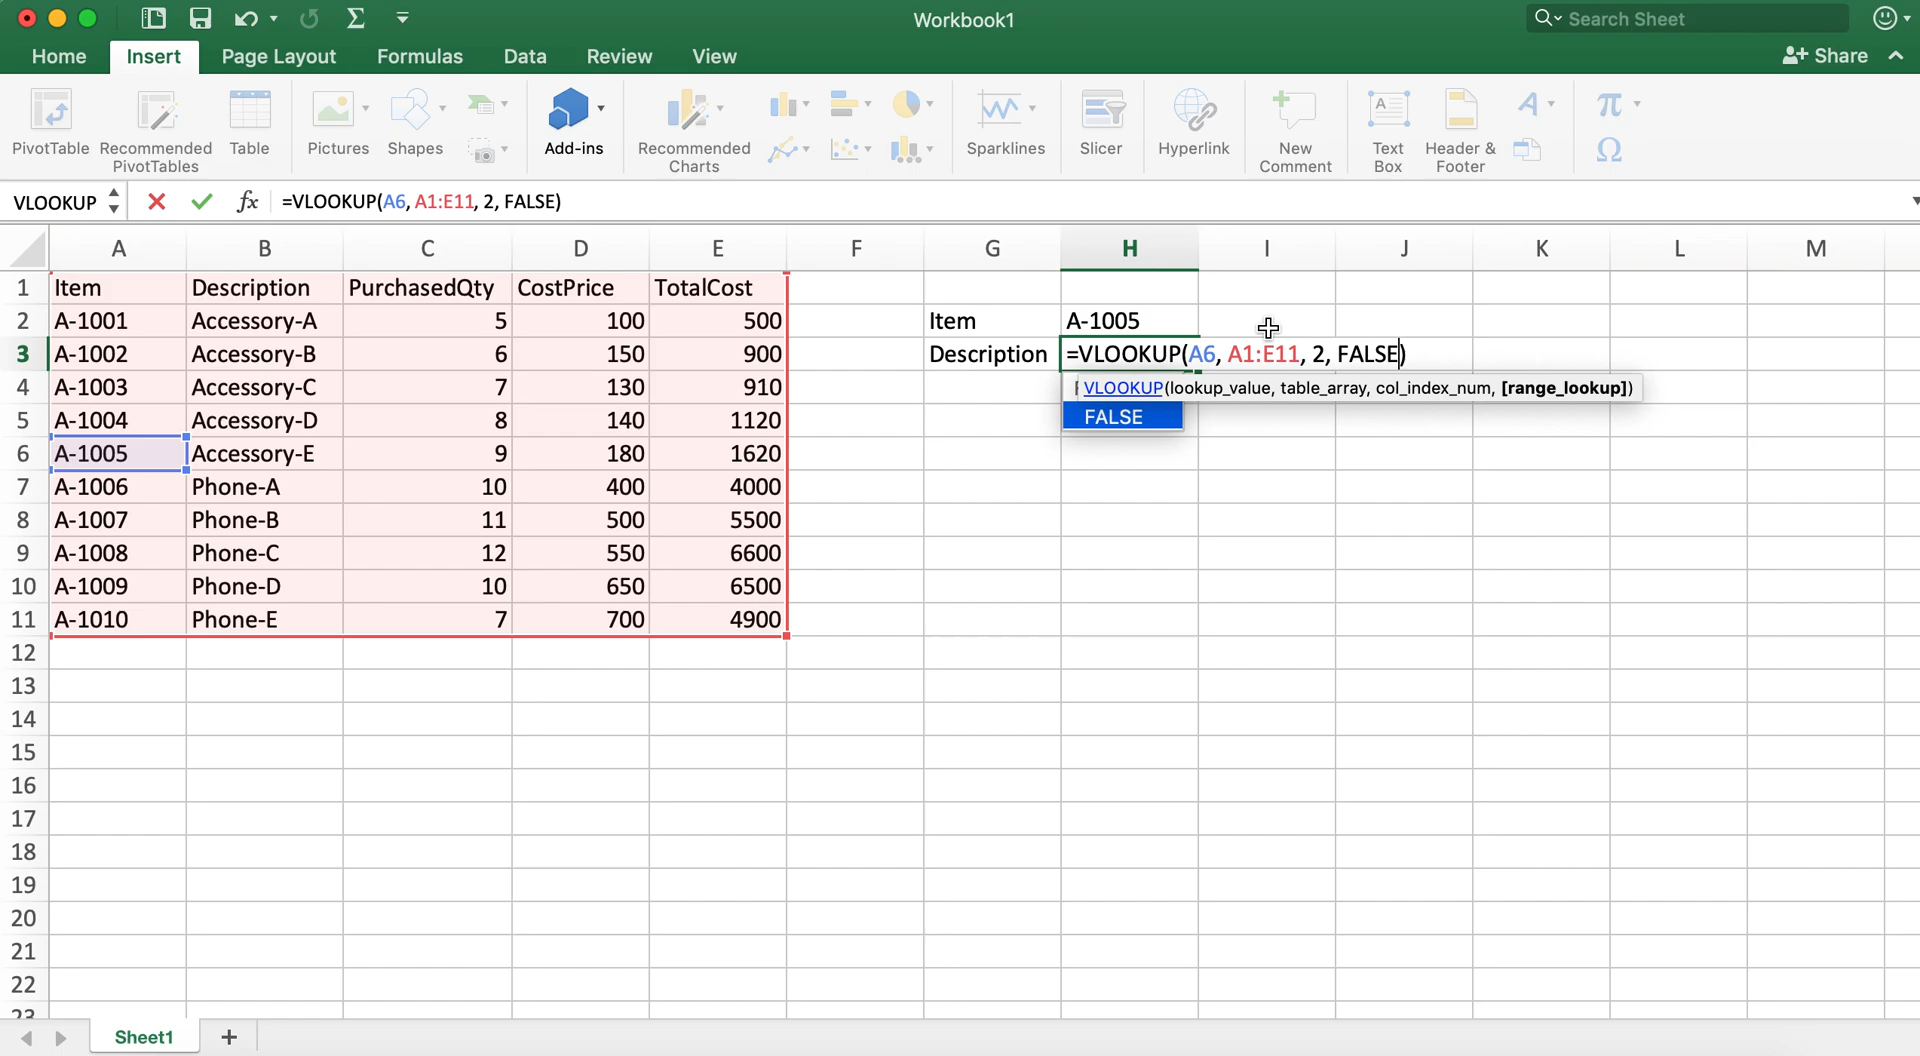 Workbook1
Search Sheet
Home Insert Page Layout Formulas Data Review View
Share
PivotTable Recommended PivotTables Table Pictures Shapes Add-ins Recommended Charts Sparklines Slicer Hyperlink New Comment Text Box Header & Footer
VLOOKUP fx =VLOOKUP(A6, A1:E11, 2, FALSE)
A B C D E F G H I J K L M
1 Item Description PurchasedQty CostPrice TotalCost
2 A-1001 Accessory-A 5 100 500 Item A-1005
3 A-1002 Accessory-B 6 150 900 Description =VLOOKUP(A6, A1:E11, 2, FALSE)
4 A-1003 Accessory-C 7 130 910 VLOOKUP(lookup_value, table_array, col_index_num, [range_lookup])
FALSE
5 A-1004 Accessory-D 8 140 1120
6 A-1005 Accessory-E 9 180 1620
7 A-1006 Phone-A 10 400 4000
8 A-1007 Phone-B 11 500 5500
9 A-1008 Phone-C 12 550 6600
10 A-1009 Phone-D 10 650 6500
11 A-1010 Phone-E 7 700 4900
12
13
14
15
16
17
18
19
20
21
22
23
Sheet1 +